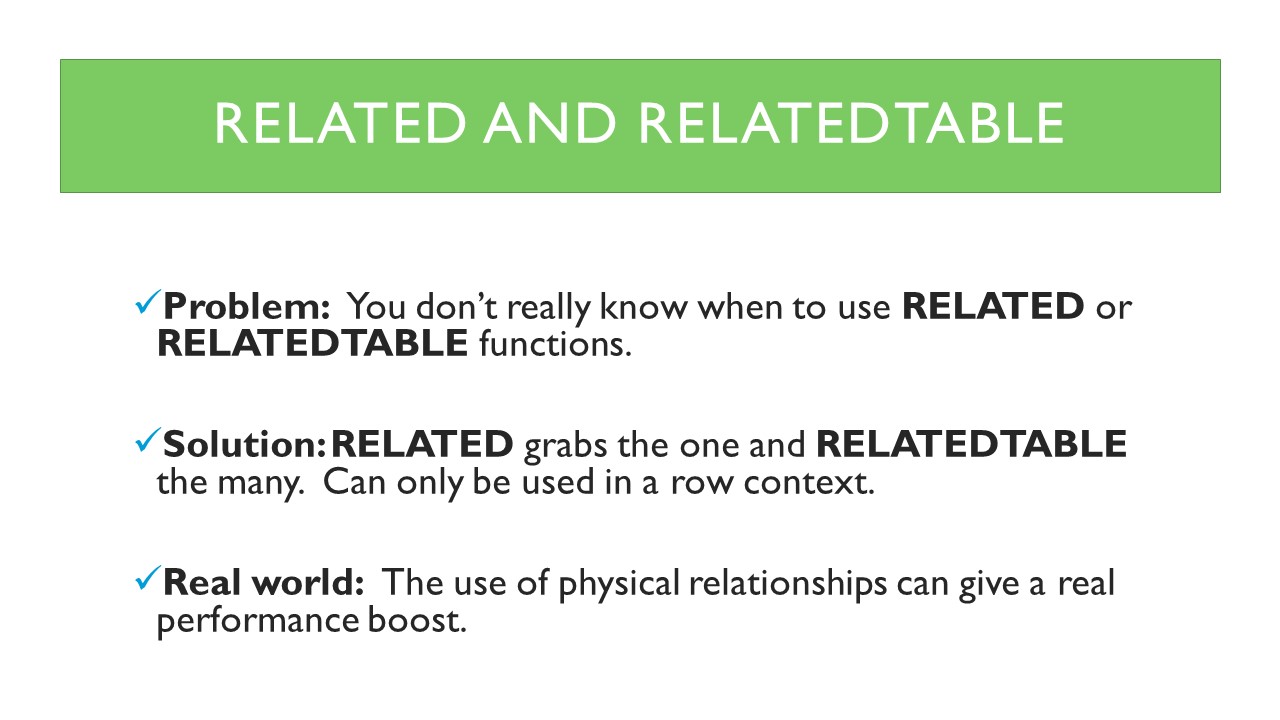 RELATED AND RELATEDTABLE
✓Problem:  You don’t really know when to use RELATED or
RELATEDTABLE functions.
✓Solution: RELATED grabs the one and RELATEDTABLE
the many.  Can only be used in a row context.
✓Real world:  The use of physical relationships can give a real
performance boost.